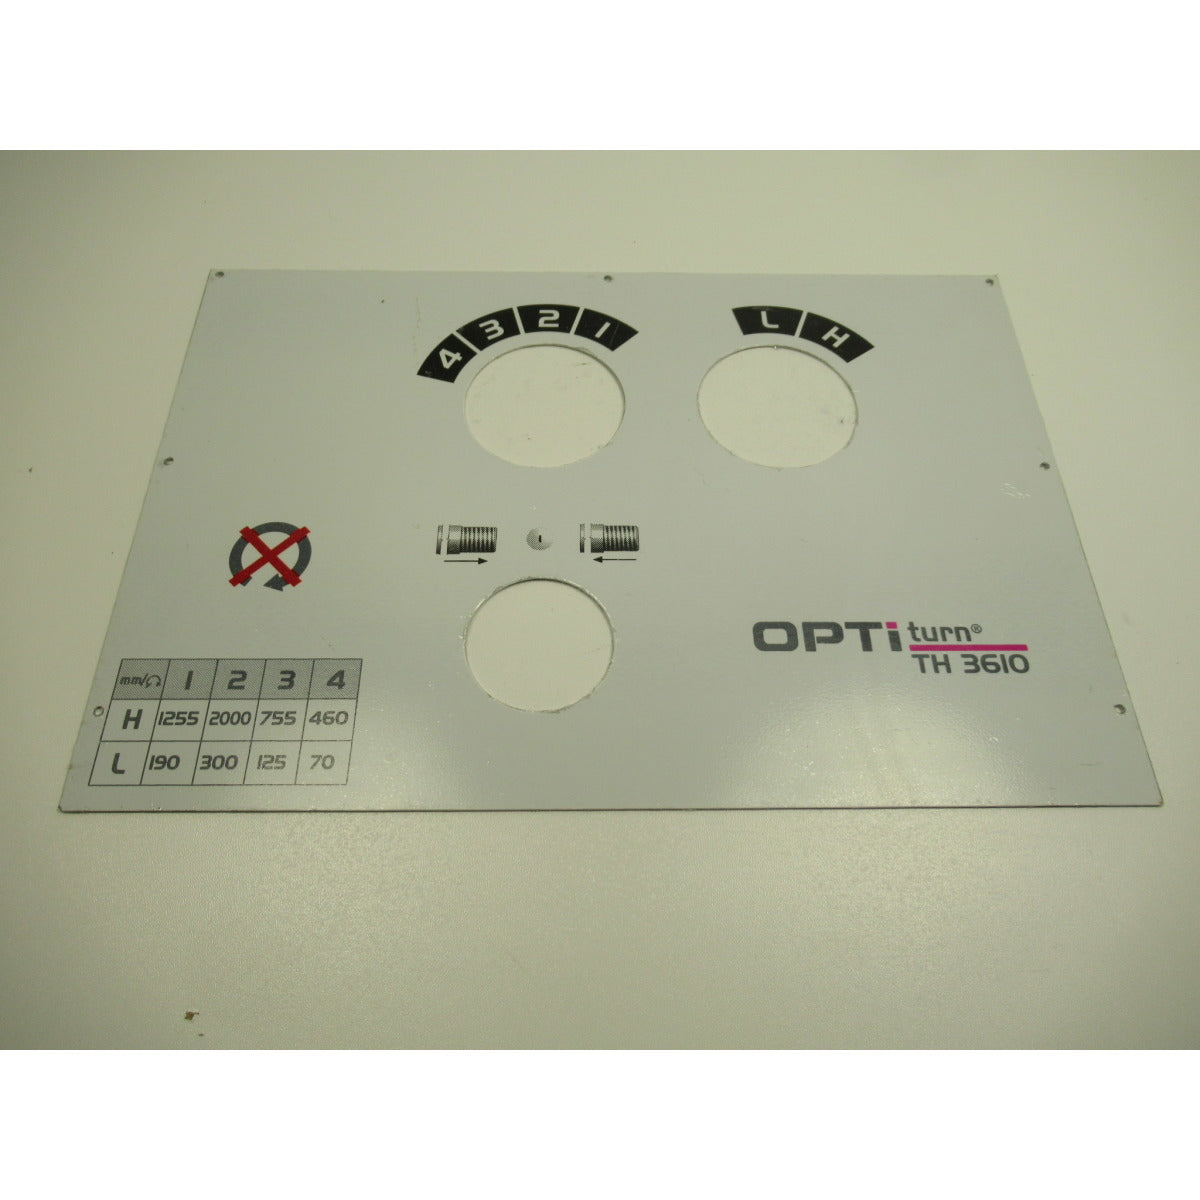 4 3 2 1
L H
OPTi turn®
TH 3610
mm/ 1 2 3 4
H 1255 2000 755 460
L 190 300 125 70